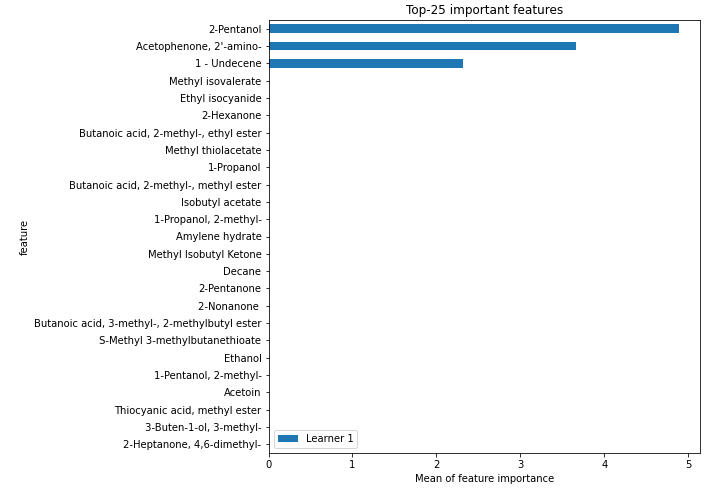 Top-25 important features
2-Pentanol
Acetophenone, 2'-amino-
1 - Undecene
Methyl isovalerate
Ethyl isocyanide
2-Hexanone
Butanoic acid, 2-methyl-, ethyl ester
Methyl thiolacetate
1-Propanol
Butanoic acid, 2-methyl-, methyl ester
Isobutyl acetate
1-Propanol, 2-methyl-
Amylene hydrate
Methyl Isobutyl Ketone
Decane
2-Pentanone
2-Nonanone
Butanoic acid, 3-methyl-, 2-methylbutyl ester
S-Methyl 3-methylbutanethioate
Ethanol
1-Pentanol, 2-methyl-
Acetoin
Thiocyanic acid, methyl ester
3-Buten-1-ol, 3-methyl-
2-Heptanone, 4,6-dimethyl-
feature
Learner 1
0 1 2 3 4 5
Mean of feature importance